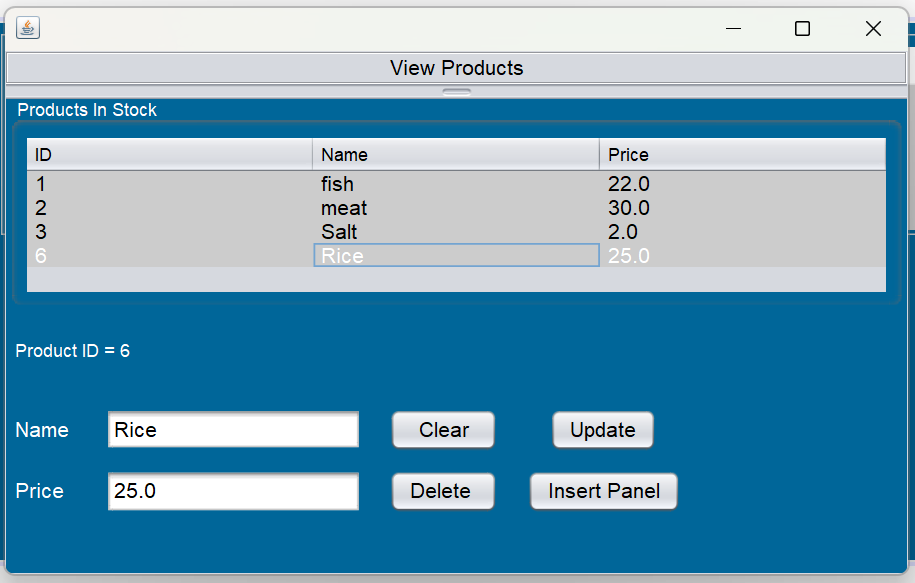 View Products
Products In Stock
ID Name Price
1 fish 22.0
2 meat 30.0
3 Salt 2.0
6 Rice 25.0
Product ID = 6
Name Rice Clear Update
Price 25.0 Delete Insert Panel